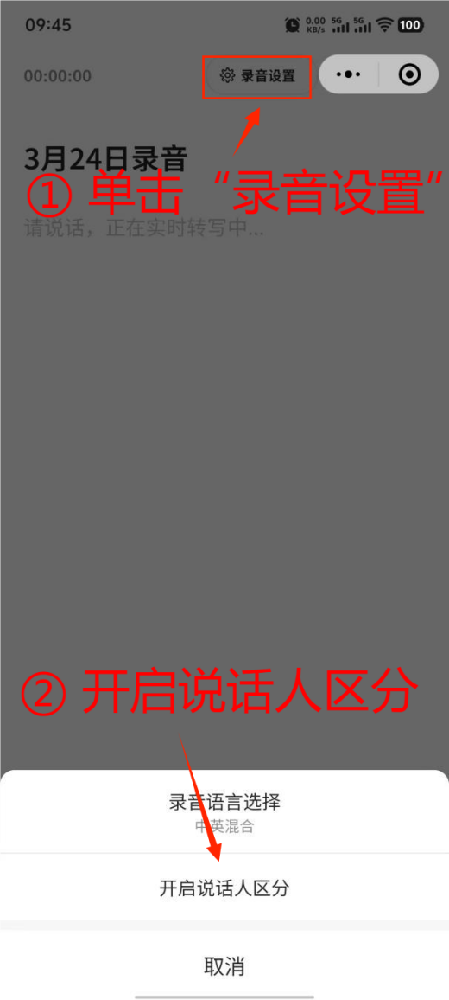 09:45
0.00 KB/s 5G 5G 100
00:00:00 录音设置
3月24日录音
① 单击“录音设置”
请说话，正在实时转写中...
② 开启说话人区分
录音语言选择
中英混合
开启说话人区分
取消